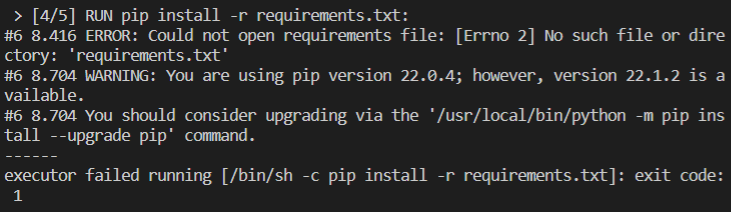 > [4/5] RUN pip install -r requirements.txt:
#6 8.416 ERROR: Could not open requirements file: [Errno 2] No such file or dire
ctory: 'requirements.txt'
#6 8.704 WARNING: You are using pip version 22.0.4; however, version 22.1.2 is a
vailable.
#6 8.704 You should consider upgrading via the '/usr/local/bin/python -m pip ins
tall --upgrade pip' command.
------
executor failed running [/bin/sh -c pip install -r requirements.txt]: exit code:
 1